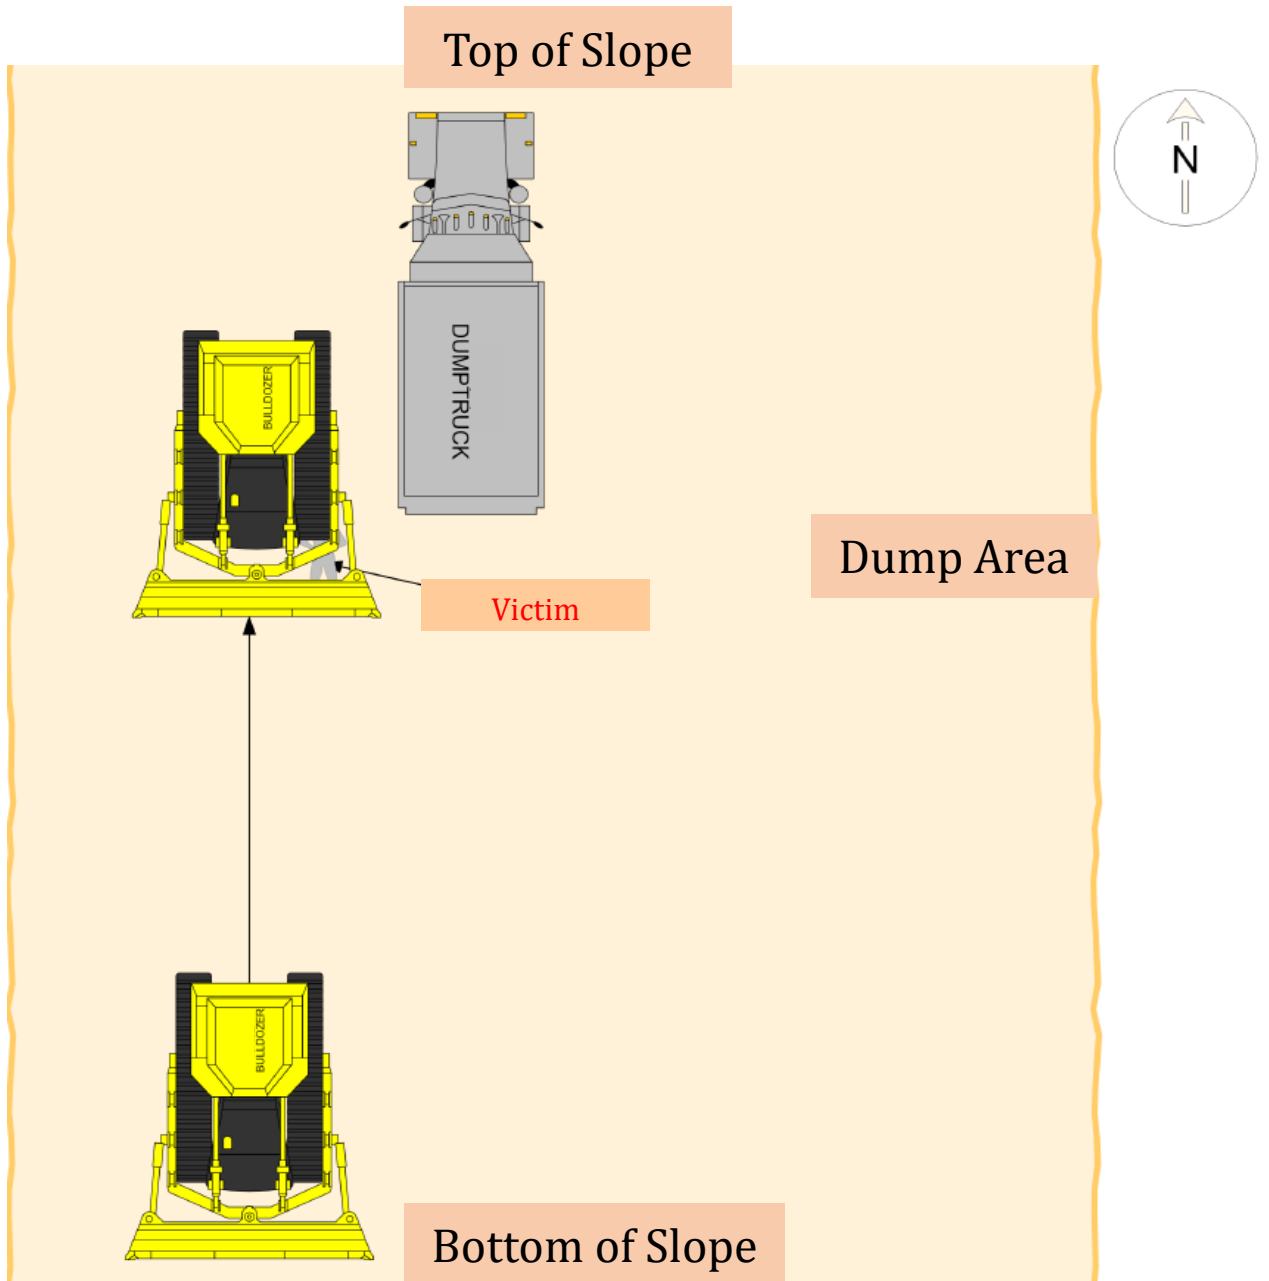 Top of Slope
N
DUMPTRUCK
BULLDOZER
Dump Area
Victim
BULLDOZER
Bottom of Slope